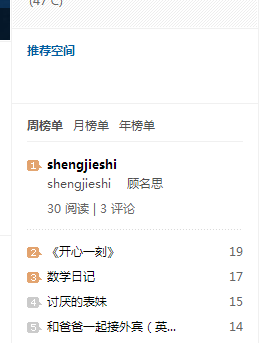 (47℃)
推荐空间
周榜单 月榜单 年榜单
1 shengjieshi
shengjieshi 顾名思
30 阅读 | 3 评论
2 《开心一刻》 19
3 数学日记 17
4 讨厌的表妹 15
5 和爸爸一起接外宾（英... 14